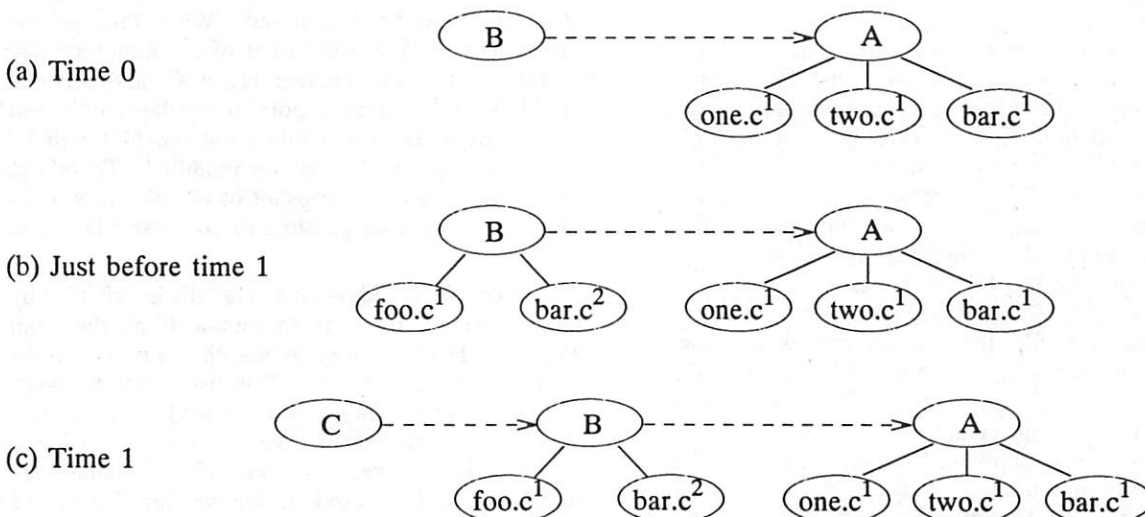 B A
(a) Time 0
one.c¹ two.c¹ bar.c¹
B A
(b) Just before time 1
foo.c¹ bar.c² one.c¹ two.c¹ bar.c¹
C B A
(c) Time 1
foo.c¹ bar.c² one.c¹ two.c¹ bar.c¹